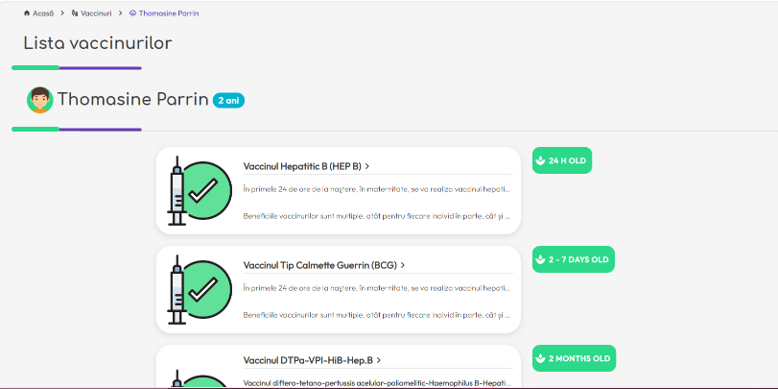 Acasă > Vaccinuri > Thomasine Parrin
Lista vaccinurilor
Thomasine Parrin 2 ani
Vaccinul Hepatitic B (HEP B) >
24 H OLD
În primele 24 de ore de la naștere, în maternitate, se va realiza vaccinul hepati...
Beneficiile vaccinurilor sunt multiple, atât pentru fiecare individ în parte, cât și ...
Vaccinul Tip Calmette Guerrin (BCG) >
2 - 7 DAYS OLD
În primele 24 de ore de la naștere, în maternitate, se va realiza vaccinul hepati...
Beneficiile vaccinurilor sunt multiple, atât pentru fiecare individ în parte, cât și ...
Vaccinul DTPa-VPI-HiB-Hep.B >
2 MONTHS OLD
Vaccinul diftero-tetano-pertussis acelular-poliomelitic-Haemophilus B-Hepati...